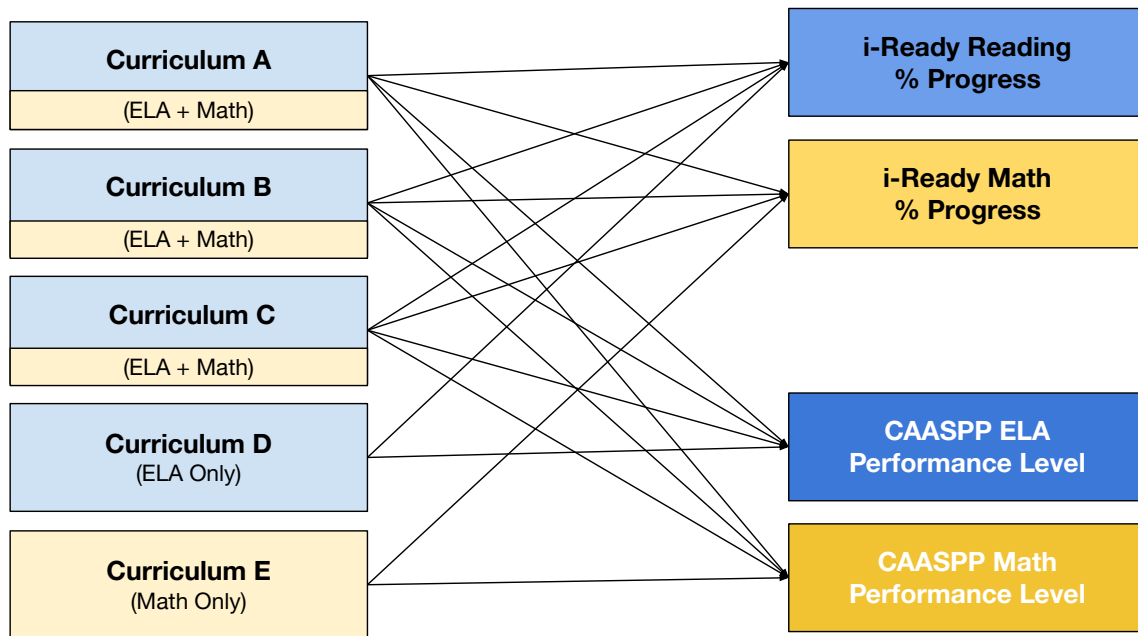 Curriculum A
(ELA + Math)
Curriculum B
(ELA + Math)
Curriculum C
(ELA + Math)
Curriculum D
(ELA Only)
Curriculum E
(Math Only)
i-Ready Reading
% Progress
i-Ready Math
% Progress
CAASPP ELA
Performance Level
CAASPP Math
Performance Level